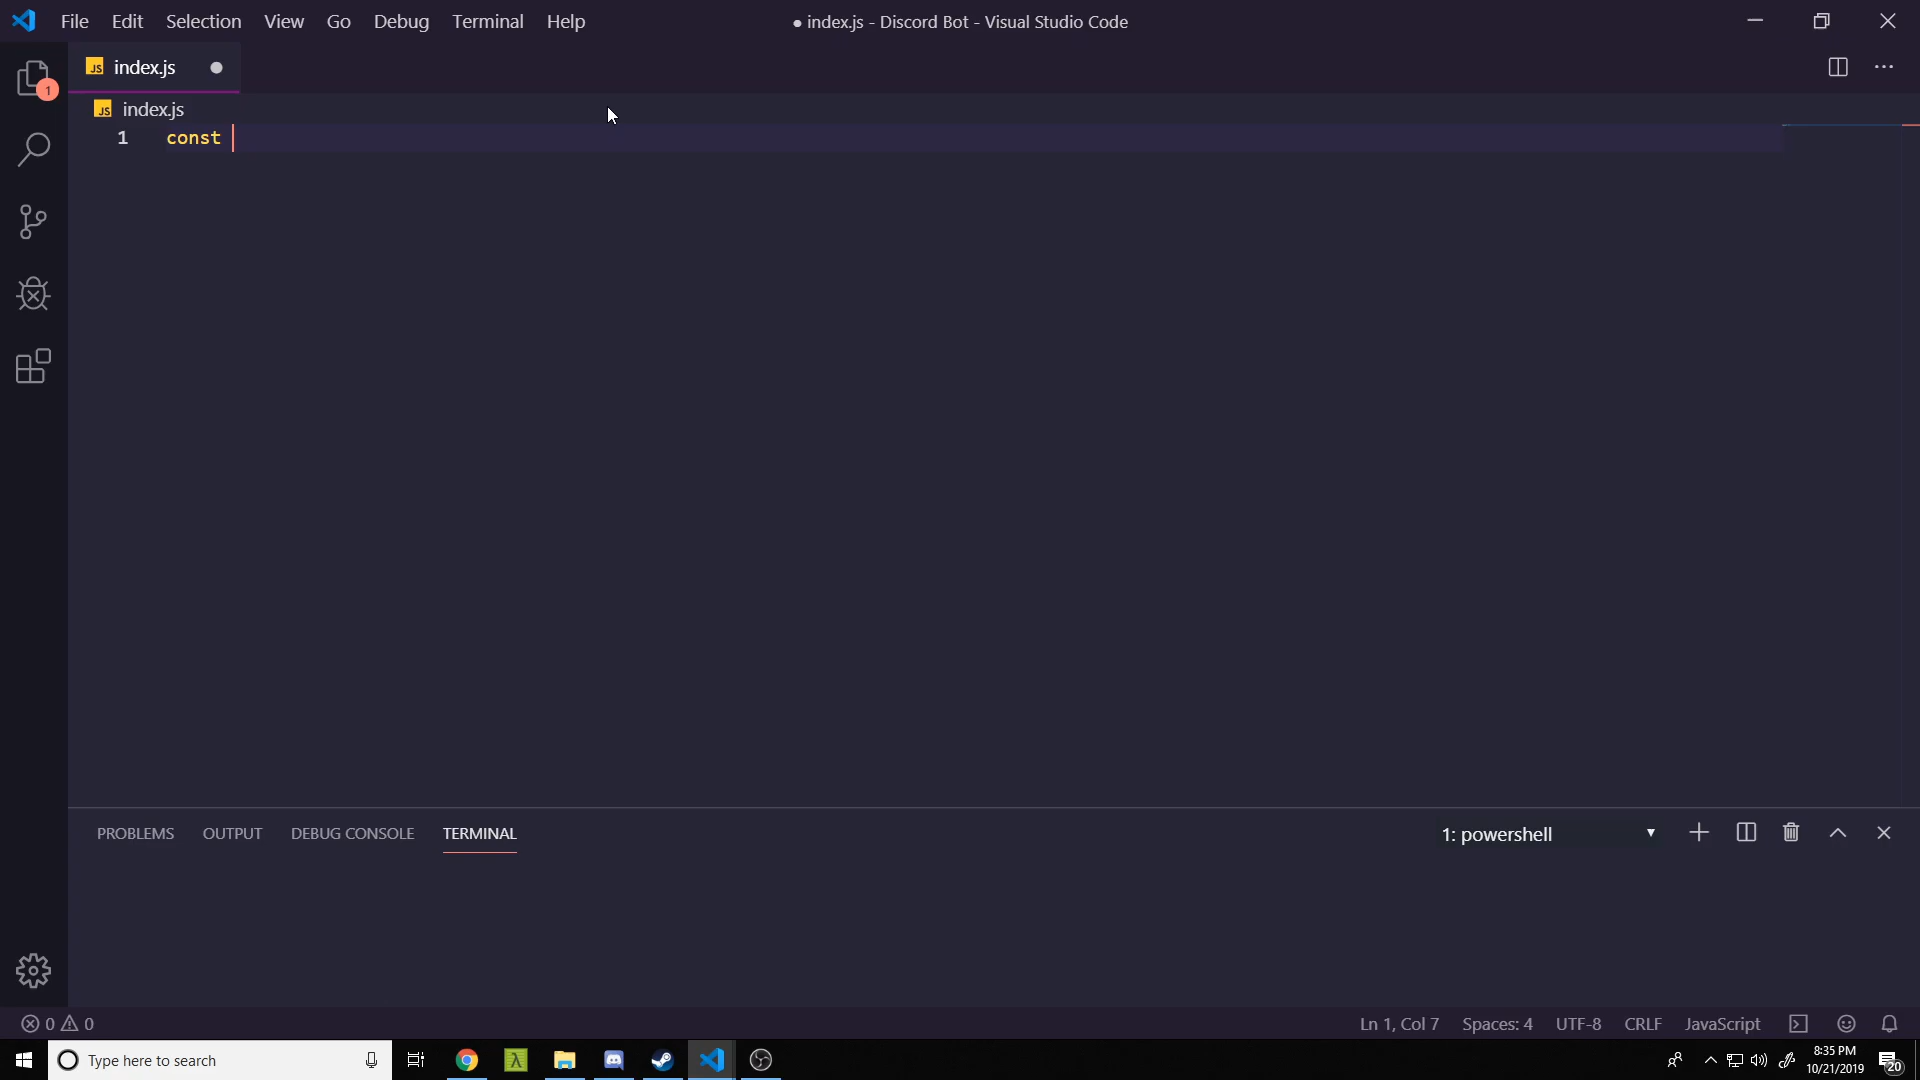 File Edit Selection View Go Debug Terminal Help
● index.js - Discord Bot - Visual Studio Code
JS index.js ●
1
JS index.js
1 const
PROBLEMS OUTPUT DEBUG CONSOLE TERMINAL
1: powershell
0 0
Ln 1, Col 7 Spaces: 4 UTF-8 CRLF JavaScript
Type here to search
8:35 PM
10/21/2019
20